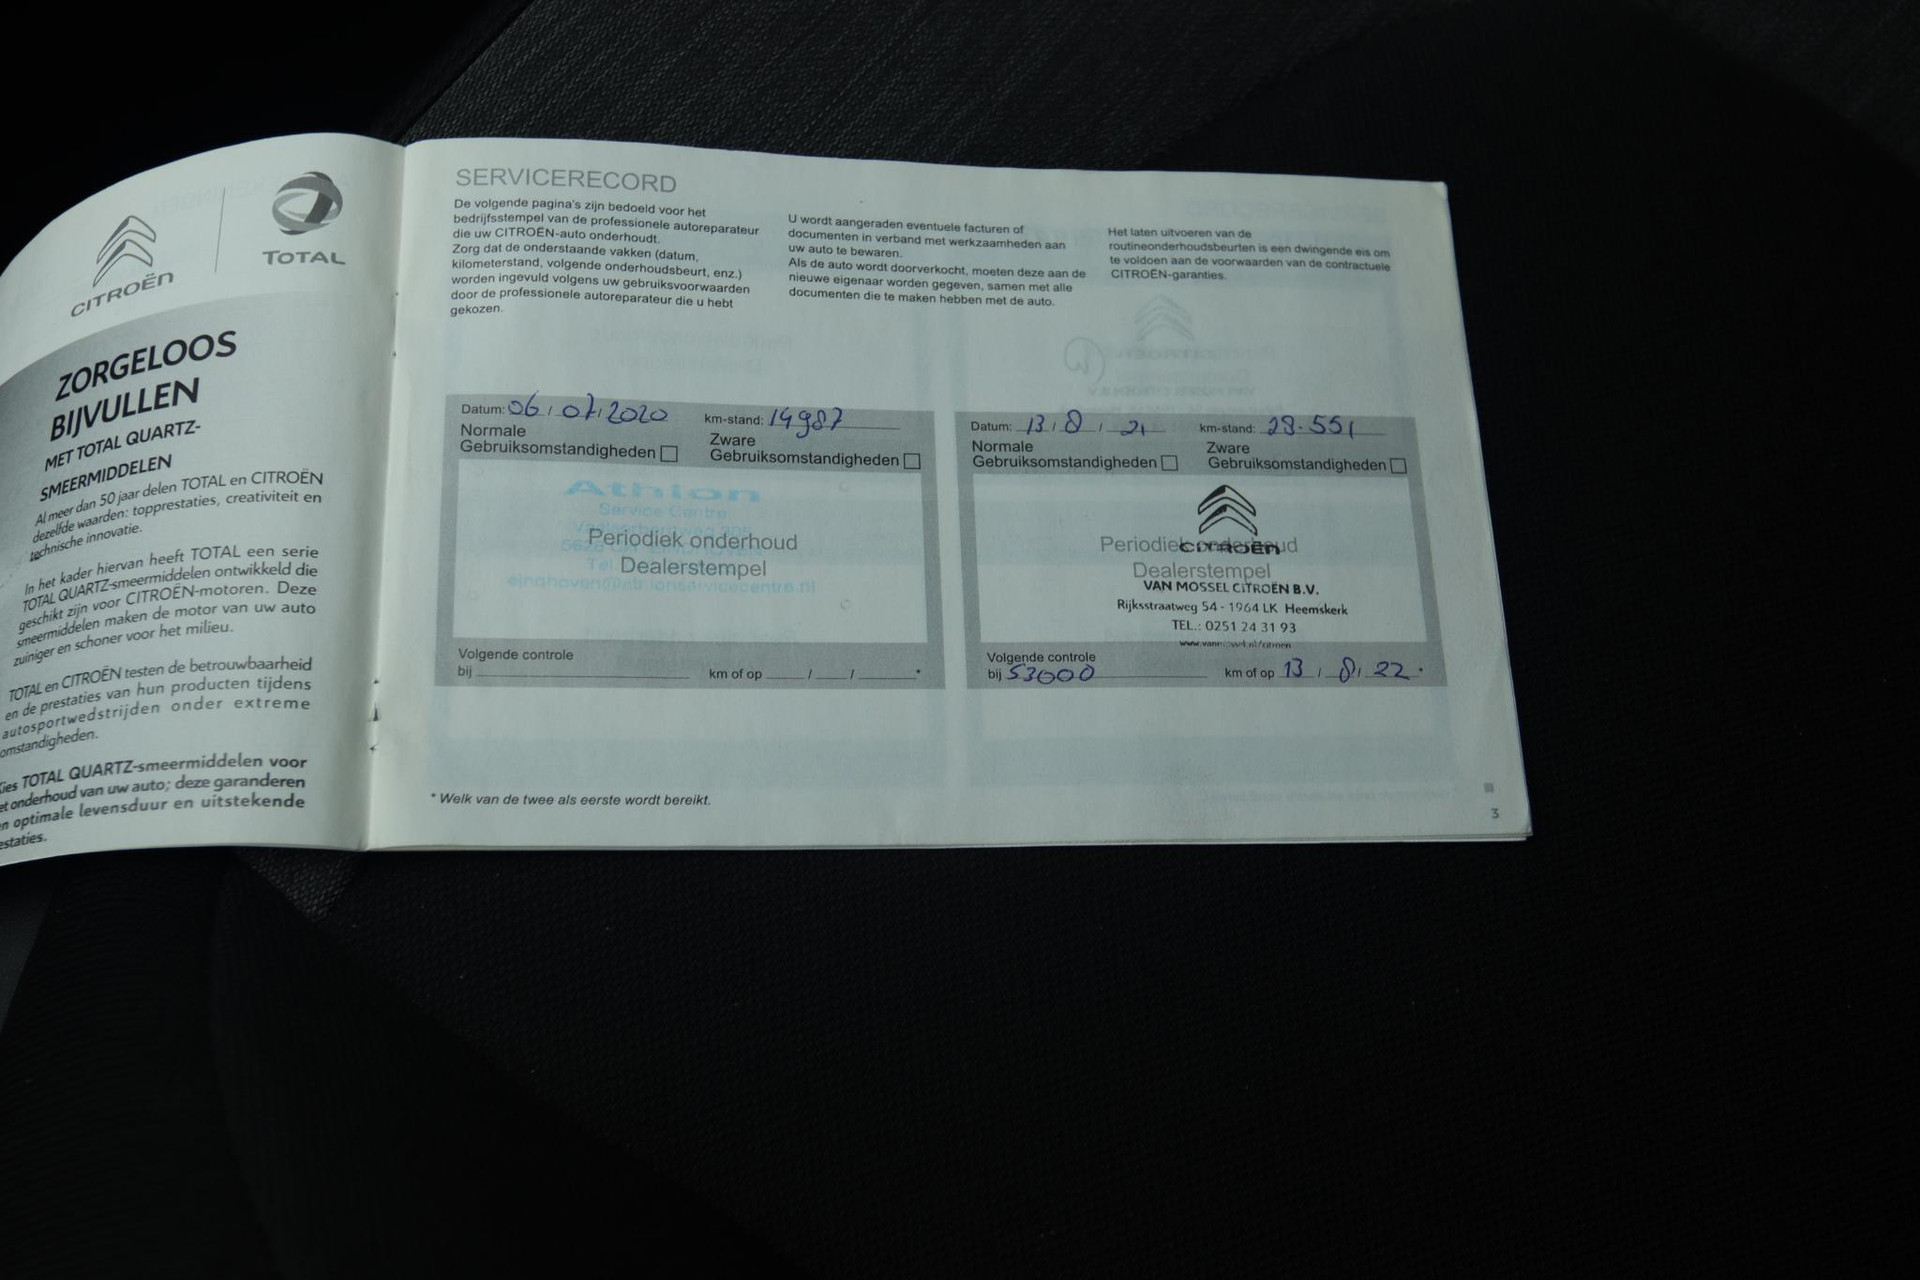 CITROËN
TOTAL
ZORGELOOS
BIJVULLEN
MET TOTAL QUARTZ-
SMEERMIDDELEN
Al meer dan 50 jaar delen TOTAL en CITROËN
dezelfde waarden: topprestaties, creativiteit en
technische innovatie.
In het kader hiervan heeft TOTAL een serie
TOTAL QUARTZ-smeermiddelen ontwikkeld die
geschikt zijn voor CITROËN-motoren. Deze
smeermiddelen maken de motor van uw auto
zuiniger en schoner voor het milieu.
TOTAL en CITROËN testen de betrouwbaarheid
en de prestaties van hun producten tijdens
autosportwedstrijden onder extreme
omstandigheden.
TOTAL QUARTZ-smeermiddelen voor
onderhoud van uw auto; deze garanderen
optimale levensduur en uitstekende
SERVICERECORD
De volgende pagina's zijn bedoeld voor het
bedrijfsstempel van de professionele autoreparateur
die uw CITROËN-auto onderhoudt.
Zorg dat de onderstaande vakken (datum,
kilometerstand, volgende onderhoudsbeurt, enz.)
worden ingevuld volgens uw gebruiksvoorwaarden
door de professionele autoreparateur die u hebt
gekozen.
U wordt aangeraden eventuele facturen of
documenten in verband met werkzaamheden aan
uw auto te bewaren.
Als de auto wordt doorverkocht, moeten deze aan de
nieuwe eigenaar worden gegeven, samen met alle
documenten die te maken hebben met de auto.
Het laten uitvoeren van de
routineonderhoudsbeurten is een dwingende eis om
te voldoen aan de voorwaarden van de contractuele
CITROËN-garanties.
Datum: 06 / 07 / 2020 km-stand: 14987
Normale
Gebruiksomstandigheden
Zware
Gebruiksomstandigheden
Athlon
Service Centre
Periodiek onderhoud
Dealerstempel
eindhoven@athlonservicecentre.nl
Volgende controle
bij km of op / / *
Datum: 13 / 8 / 21 km-stand: 28.551
Normale
Gebruiksomstandigheden
Zware
Gebruiksomstandigheden
CITROËN
Periodiek onderhoud
Dealerstempel
VAN MOSSEL CITROËN B.V.
Rijksstraatweg 54 - 1964 LK Heemskerk
TEL.: 0251 24 31 93
Volgende controle
bij 53000 km of op 13 / 8 / 22 *
* Welk van de twee als eerste wordt bereikt.
3